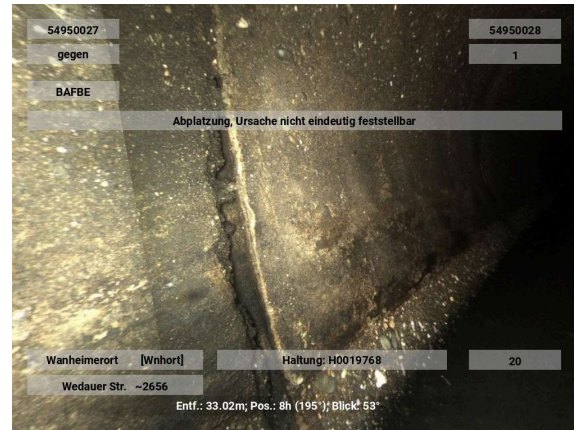 54950027 54950028
gegen 1
BAFBE
Abplatzung, Ursache nicht eindeutig feststellbar
Wanheimerort [Wnhort] Haltung: H0019768 20
Wedauer Str. ~2656
Entf.: 33.02m; Pos.: 8h (195°); Blick: 53°